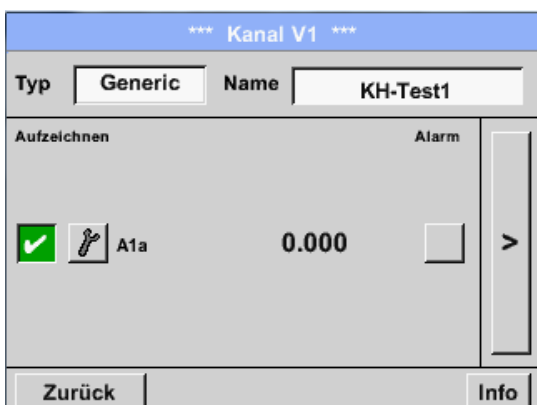 *** Kanal V1 ***
Typ Generic Name KH-Test1
Aufzeichnen Alarm
A1a 0.000 >
Zurück Info